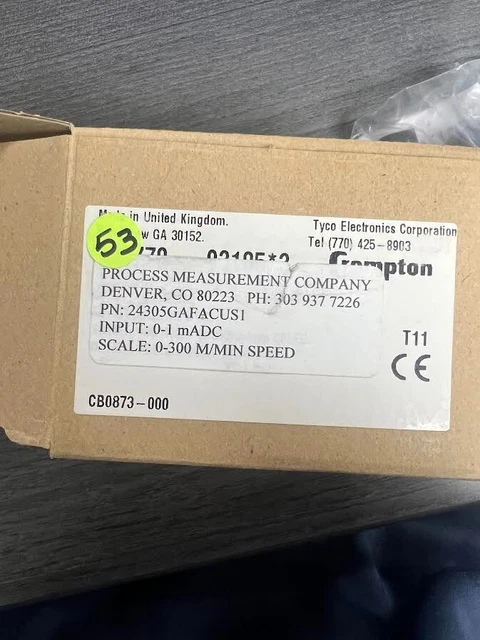 in United Kingdom.
GA 30152.
Tyco Electronics Corporation
Tel (770) 425-8903
53
Crompton
PROCESS MEASUREMENT COMPANY
DENVER, CO 80223 PH: 303 937 7226
PN: 24305GAFACUS1
INPUT: 0-1 mADC
SCALE: 0-300 M/MIN SPEED
T11
CE
CB0873-000